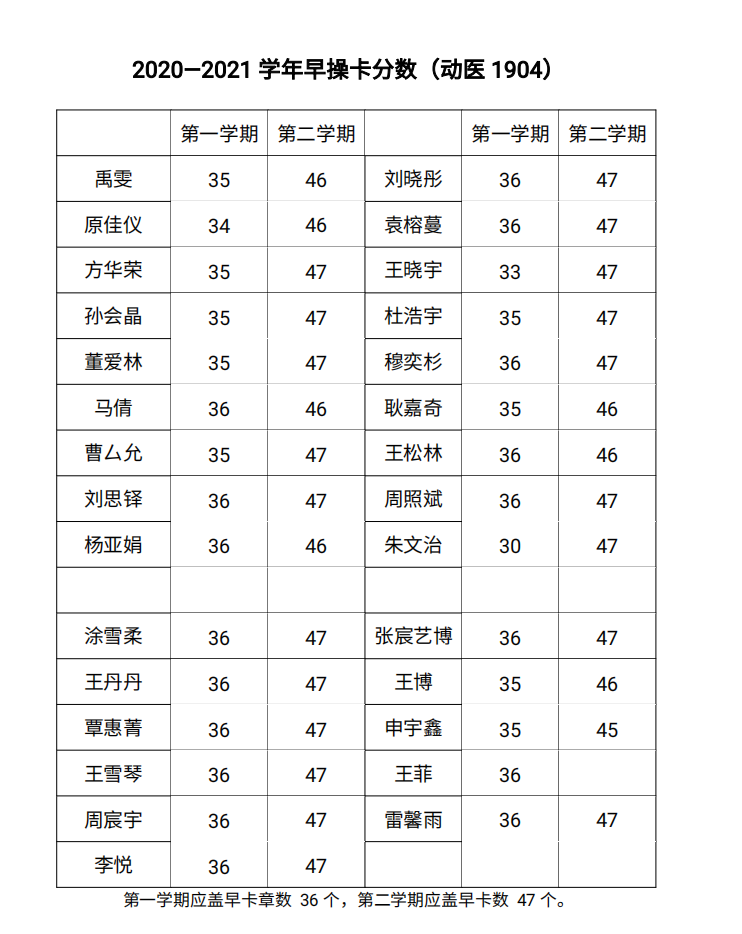 2020—2021 学年早操卡分数（动医 1904）
第一学期 第二学期 第一学期 第二学期
禹雯 35 46 刘晓彤 36 47
原佳仪 34 46 袁榕蔓 36 47
方华荣 35 47 王晓宇 33 47
孙会晶 35 47 杜浩宇 35 47
董爱林 35 47 穆奕杉 36 47
马倩 36 46 耿嘉奇 35 46
曹厶允 35 47 王松林 36 46
刘思铎 36 47 周照斌 36 47
杨亚娟 36 46 朱文治 30 47
涂雪柔 36 47 张宸艺博 36 47
王丹丹 36 47 王博 35 46
覃惠菁 36 47 申宇鑫 35 45
王雪琴 36 47 王菲 36
周宸宇 36 47 雷馨雨 36 47
李悦 36 47
第一学期应盖早卡章数 36 个，第二学期应盖早卡数 47 个。